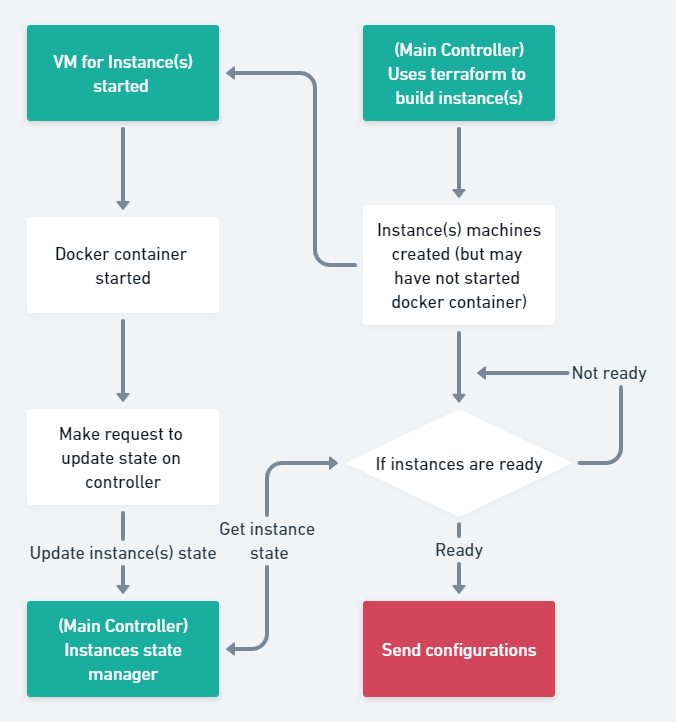 VM for Instance(s)
started
(Main Controller)
Uses terraform to
build instance(s)
Docker container
started
Instance(s) machines
created (but may
have not started
docker container)
Not ready
Make request to
update state on
controller
If instances are ready
Get instance
state
Update instance(s) state
Ready
(Main Controller)
Instances state
manager
Send configurations